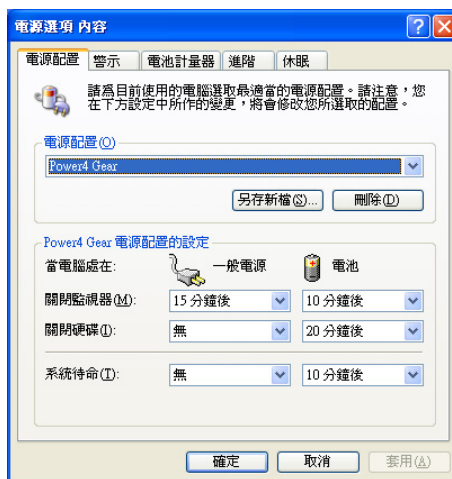 電源選項 內容
電源配置 警示 電池計量器 進階 休眠
請為目前使用的電腦選取最適當的電源配置。請注意，您
在下方設定中所作的變更，將會修改您所選取的配置。
電源配置(O)
Power4 Gear
另存新檔(S)... 刪除(D)
Power4 Gear 電源配置的設定
當電腦處在: 一般電源 電池
關閉監視器(M): 15 分鐘後 10 分鐘後
關閉硬碟(I): 無 20 分鐘後
系統待命(T): 無 10 分鐘後
確定 取消 套用(A)